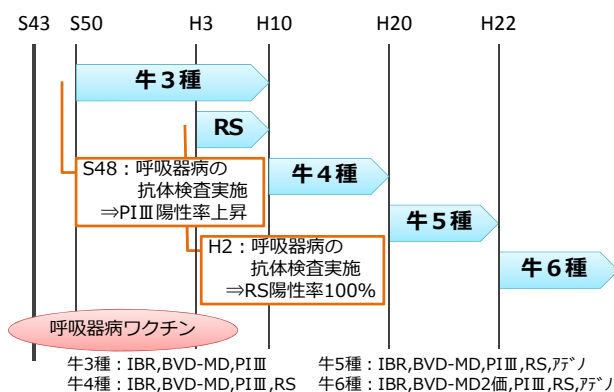 S43 S50 H3 H10 H20 H22
牛3種
RS
S48：呼吸器病の
抗体検査実施
⇒PIⅢ陽性率上昇
牛4種
牛5種
H2：呼吸器病の
抗体検査実施
⇒RS陽性率100%
牛6種
呼吸器病ワクチン
牛3種：IBR,BVD-MD,PIⅢ 牛5種：IBR,BVD-MD,PIⅢ,RS,ｱﾃﾞﾉ
牛4種：IBR,BVD-MD,PIⅢ,RS 牛6種：IBR,BVD-MD2価,PIⅢ,RS,ｱﾃﾞﾉ